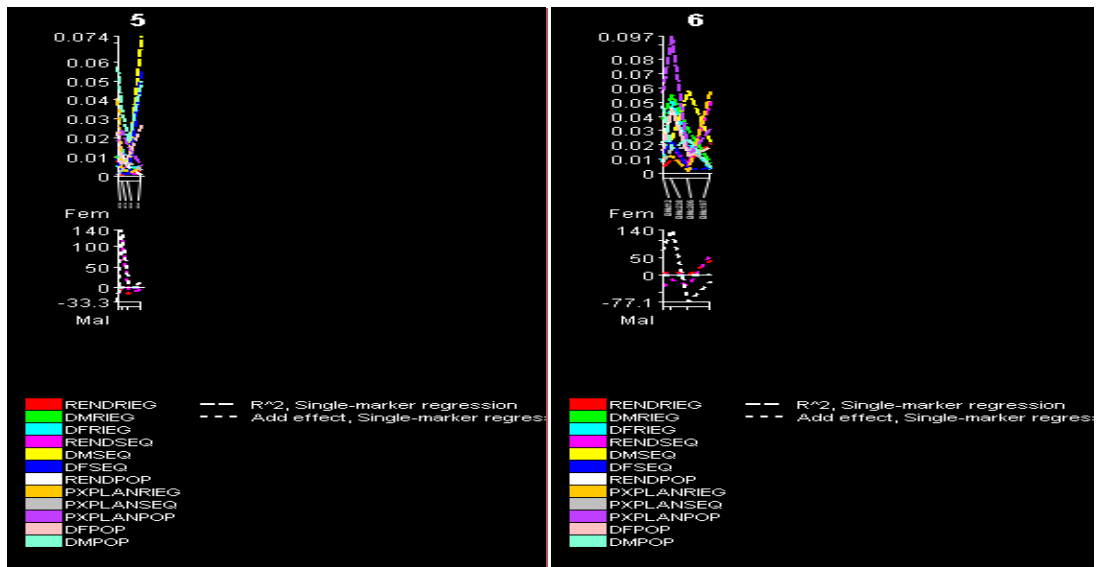 5
0.074
0.06
0.05
0.04
0.03
0.02
0.01
0
Fem
140
100
50
0
-33.3
Mal
RENDRIEG
DMRIEG
DFRIEG
RENDSEQ
DMSEQ
DFSEQ
RENDPOP
PXPLANRIEG
PXPLANSEQ
PXPLANPOP
DFPOP
DMPOP
R^2, Single-marker regression
Add effect, Single-marker regress
6
0.097
0.08
0.07
0.06
0.05
0.04
0.03
0.02
0.01
0
Fem
140
50
0
-77.1
Mal
RENDRIEG
DMRIEG
DFRIEG
RENDSEQ
DMSEQ
DFSEQ
RENDPOP
PXPLANRIEG
PXPLANSEQ
PXPLANPOP
DFPOP
DMPOP
R^2, Single-marker regression
Add effect, Single-marker regres